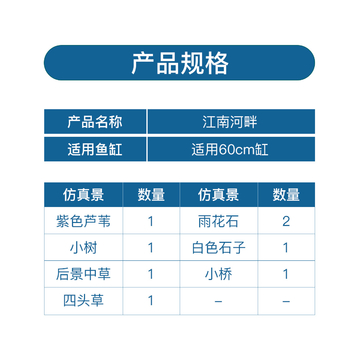 产品规格
产品名称 江南河畔
适用鱼缸 适用60cm缸
仿真景 数量 仿真景 数量
紫色芦苇 1 雨花石 2
小树 1 白色石子 1
后景中草 1 小桥 1
四头草 1 – –